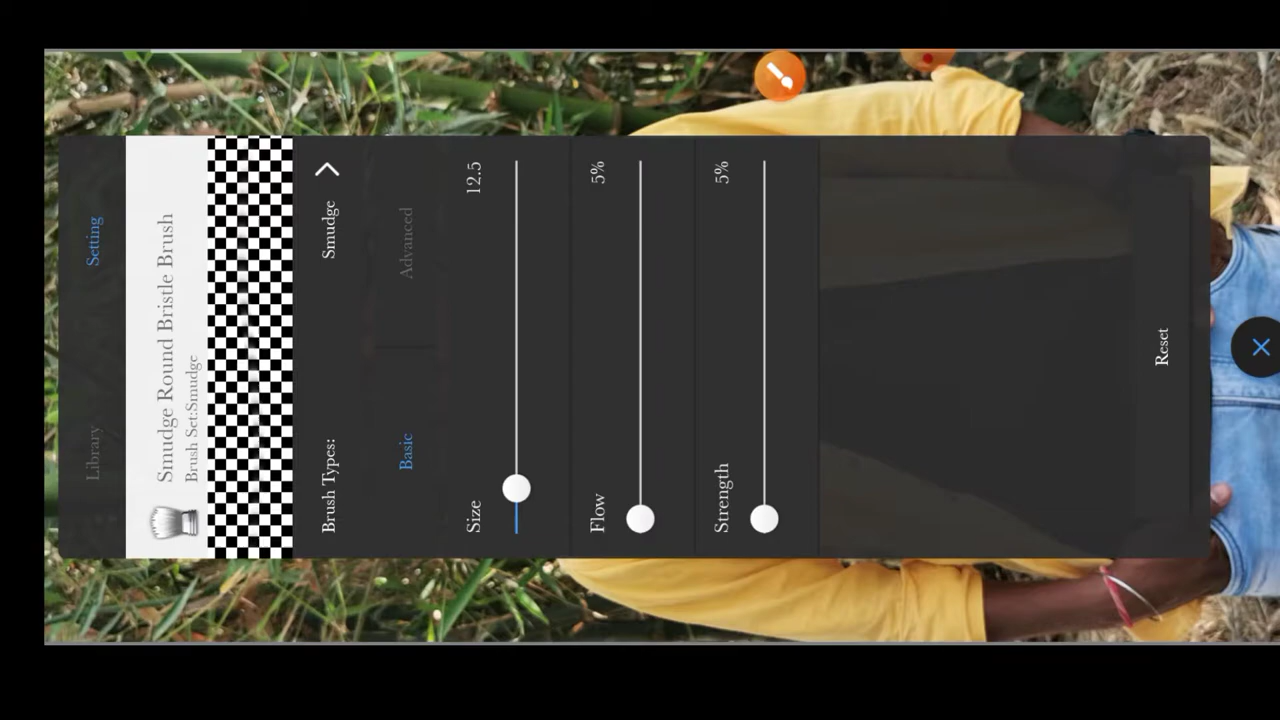 Library
Setting
Smudge Round Bristle Brush
Brush Set:Smudge
Brush Types:
Smudge
Basic
Advanced
Size
12.5
Flow
5%
Strength
5%
Reset